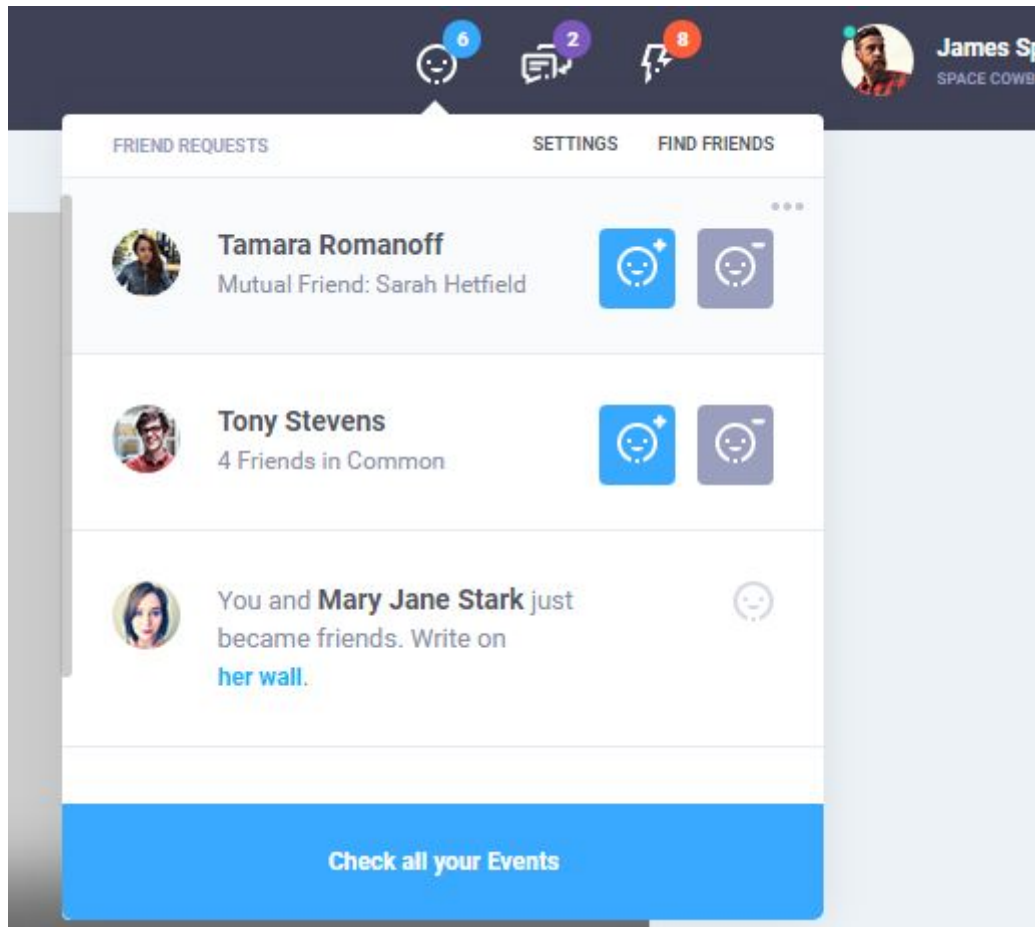 6
2
8
James Sp
SPACE COWB
FRIEND REQUESTS
SETTINGS
FIND FRIENDS
Tamara Romanoff
Mutual Friend: Sarah Hetfield
Tony Stevens
4 Friends in Common
You and Mary Jane Stark just
became friends. Write on
her wall.
Check all your Events